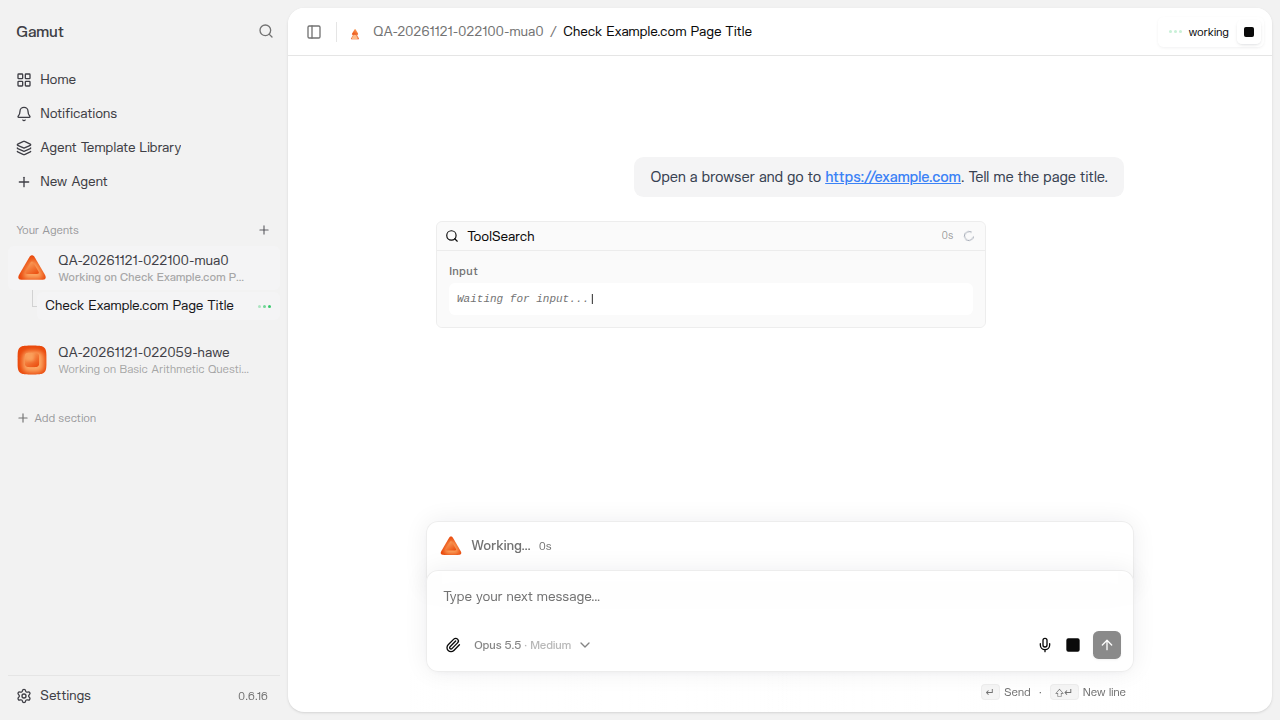 Gamut
Home
Notifications
Agent Template Library
New Agent
Your Agents
QA-20261121-022100-mua0
Working on Check Example.com P...
Check Example.com Page Title
QA-20261121-022059-hawe
Working on Basic Arithmetic Questi...
Add section
Settings
0.6.16
QA-20261121-022100-mua0 / Check Example.com Page Title
working
Open a browser and go to https://example.com. Tell me the page title.
ToolSearch
0s
Input
Waiting for input...
Working... 0s
Type your next message...
Opus 5.5 · Medium
Send · New line